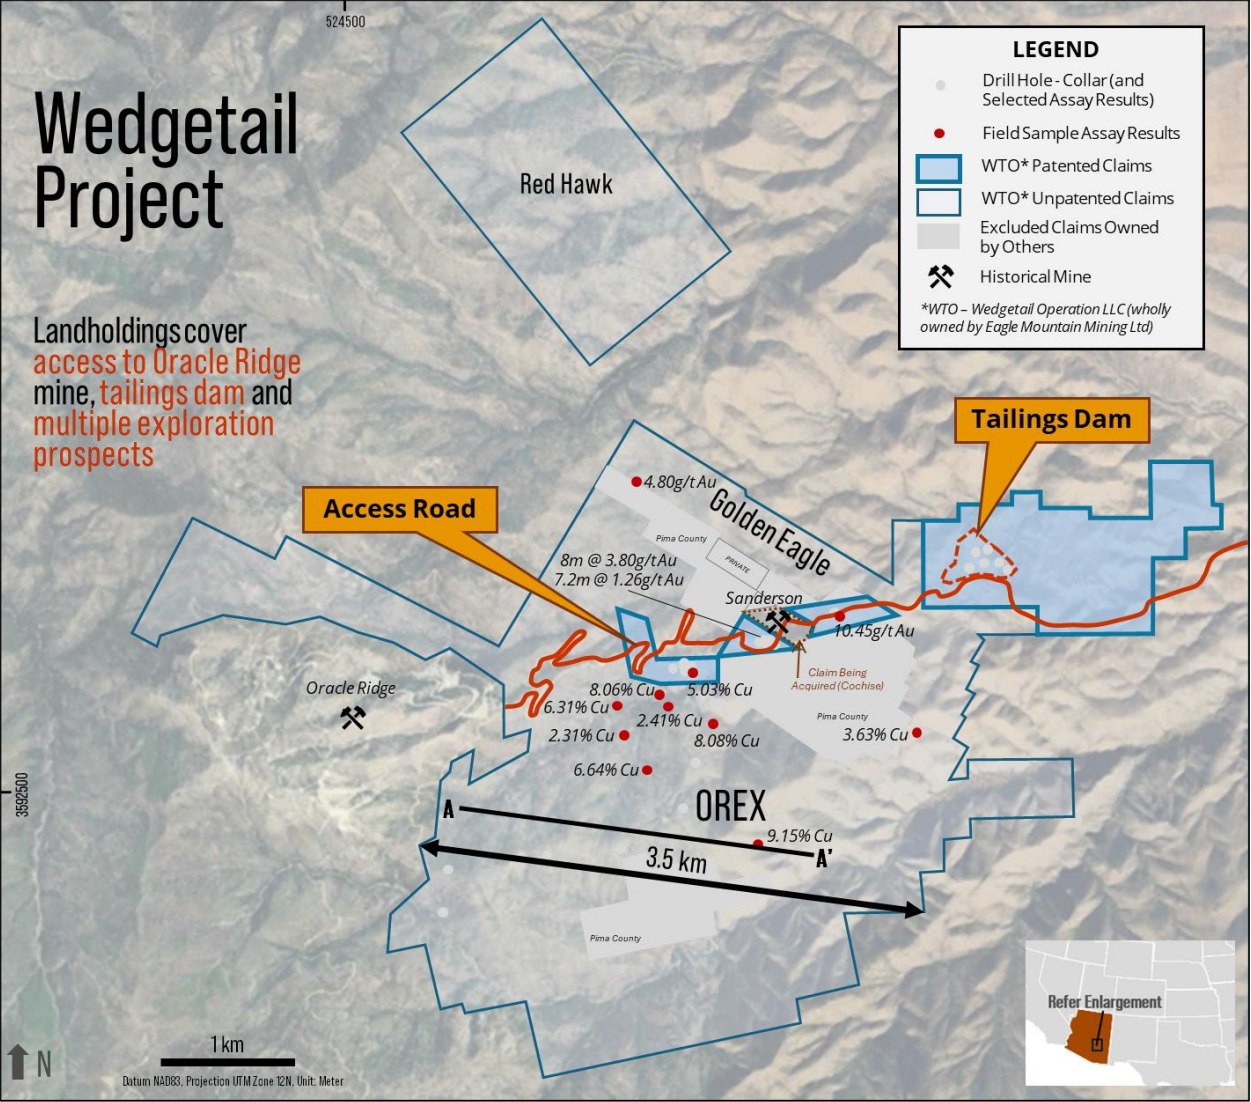 524500
Wedgetail
Project
Landholdings cover
access to Oracle Ridge
mine, tailings dam and
multiple exploration
prospects
Red Hawk
LEGEND
Drill Hole - Collar (and
Selected Assay Results)
Field Sample Assay Results
WTO* Patented Claims
WTO* Unpatented Claims
Excluded Claims Owned
by Others
Historical Mine
*WTO – Wedgetail Operation LLC (wholly
owned by Eagle Mountain Mining Ltd)
Tailings Dam
Access Road
4.80g/t Au
Golden Eagle
Pima County
PRIVATE
8m @ 3.80g/t Au
7.2m @ 1.26g/t Au
Sanderson
10.45g/t Au
Claim Being
Acquired (Cochise)
Oracle Ridge
8.06% Cu
5.03% Cu
6.31% Cu
2.41% Cu
2.31% Cu
8.08% Cu
Pima County
3.63% Cu
6.64% Cu
3592500
OREX
A
9.15% Cu
A'
3.5 km
Pima County
Refer Enlargement
N
1 km
Datum NAD83, Projection UTM Zone 12N, Unit: Meter